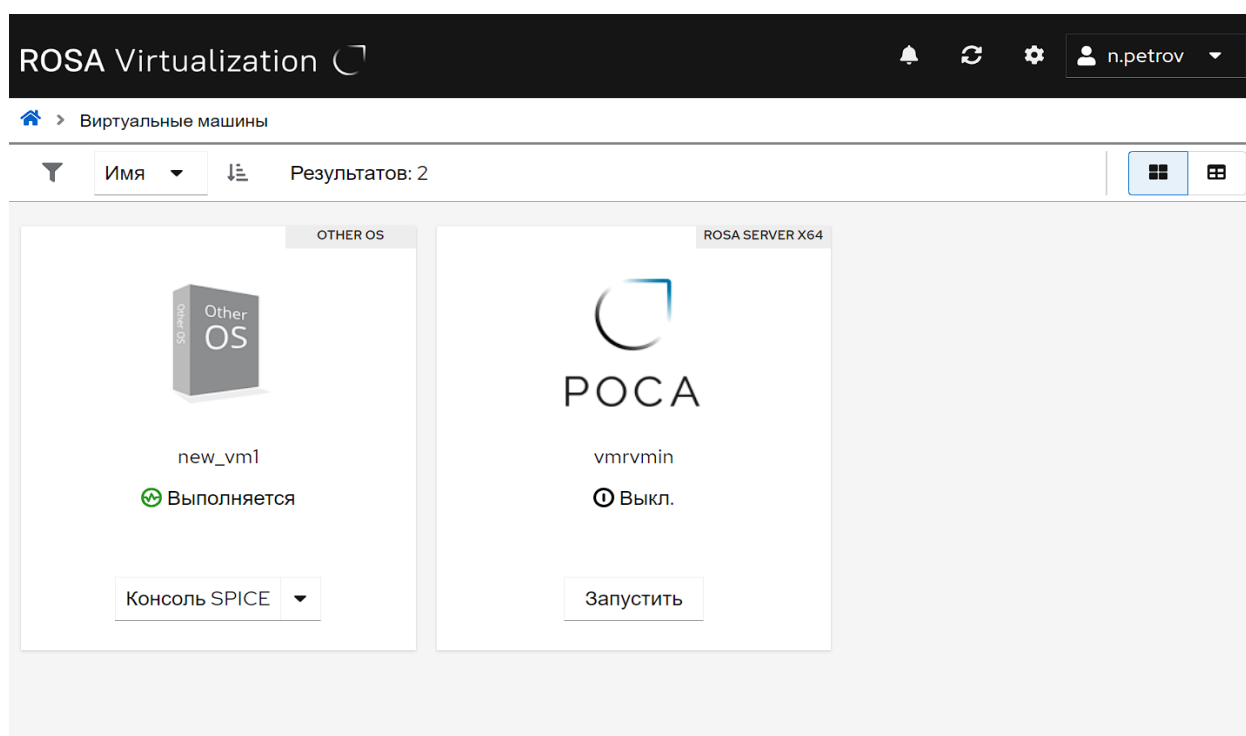 ROSA Virtualization
n.petrov
Виртуальные машины
Имя
Результатов: 2
OTHER OS
Other OS
Other
OS
new_vm1
Выполняется
Консоль SPICE
ROSA SERVER X64
РОСА
vmrvmin
Выкл.
Запустить